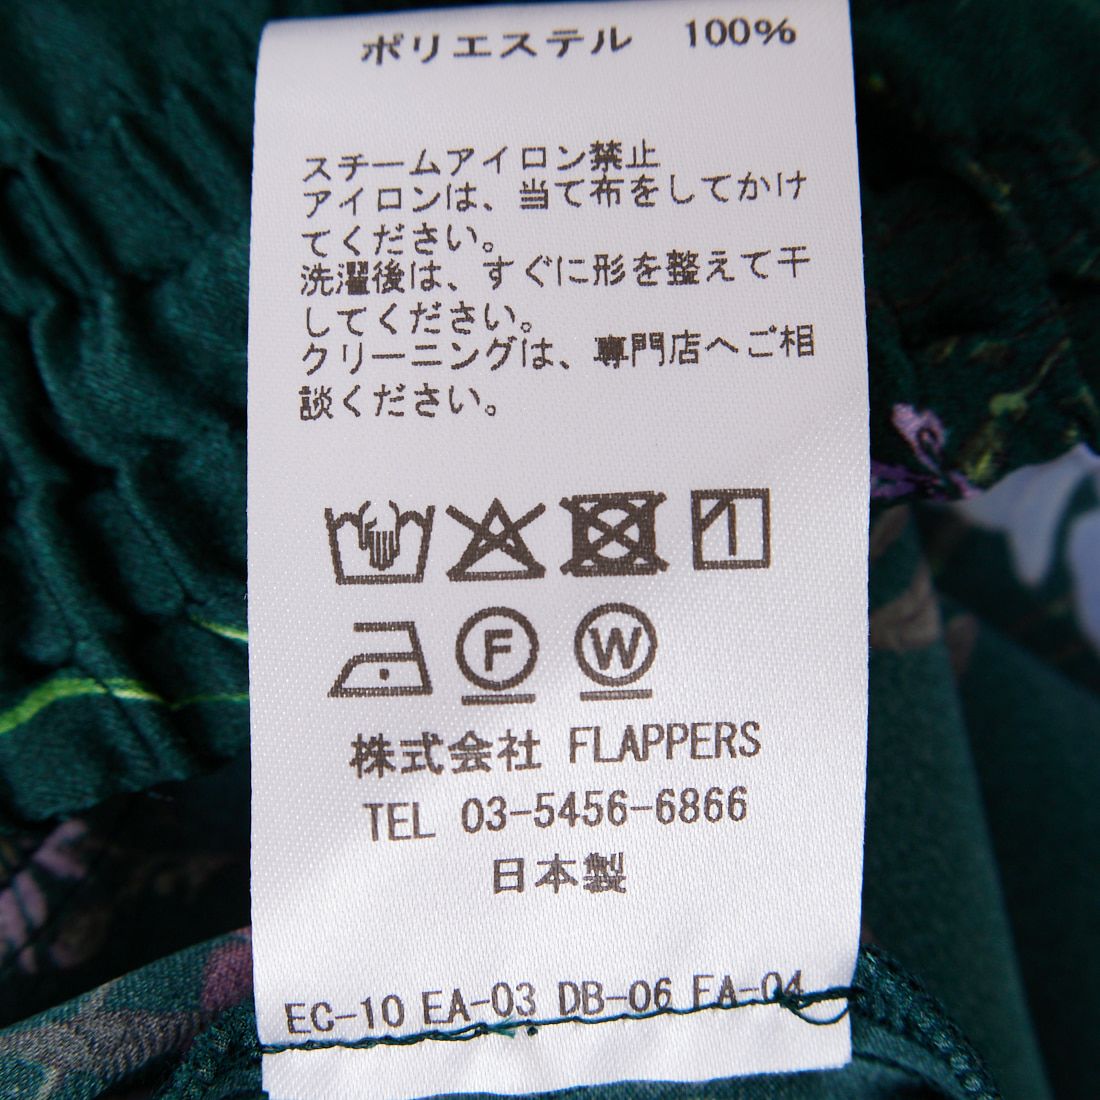 ポリエステル 100%
スチームアイロン禁止
アイロンは、当て布をしてかけ
てください。
洗濯後は、すぐに形を整えて干
してください。
クリーニングは、専門店へご相
談ください。
F W
株式会社 FLAPPERS
TEL 03-5456-6866
日本製
EC-10 EA-03 DB-06 FA-04